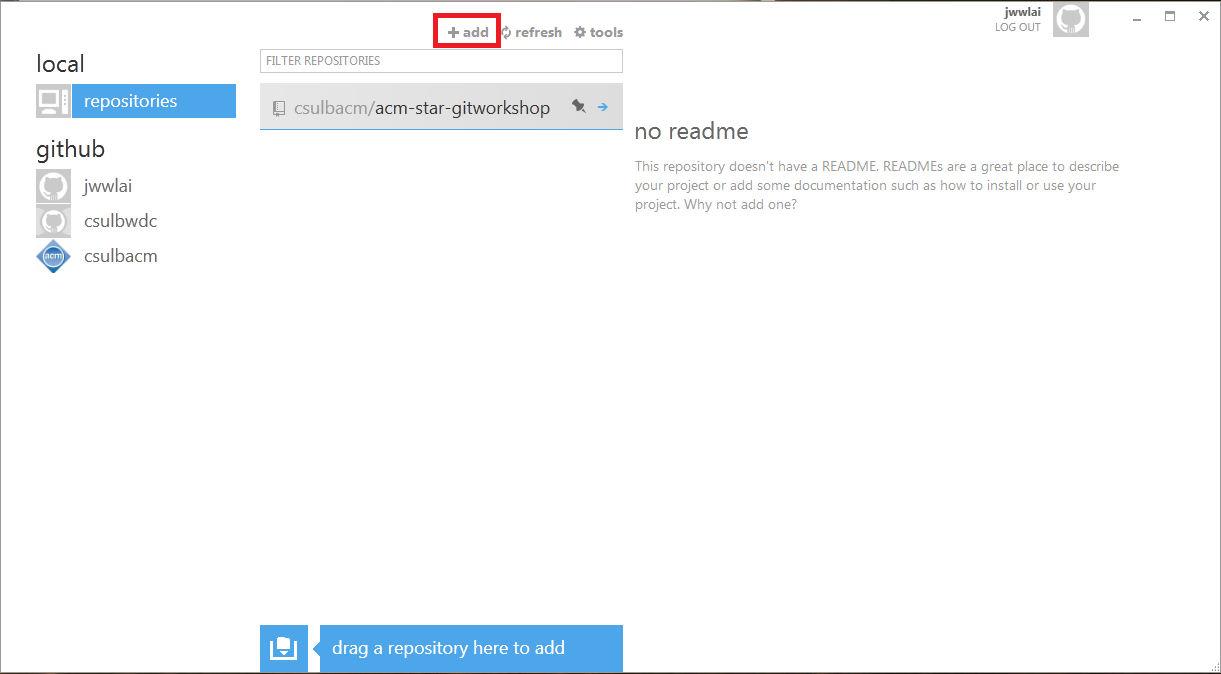 jwwlai
LOG OUT
add refresh tools
local
FILTER REPOSITORIES
repositories
csulbacm/acm-star-gitworkshop
github
no readme
jwwlai
This repository doesn't have a README. READMEs are a great place to describe
your project or add some documentation such as how to install or use your
project. Why not add one?
csulbwdc
acm
csulbacm
drag a repository here to add